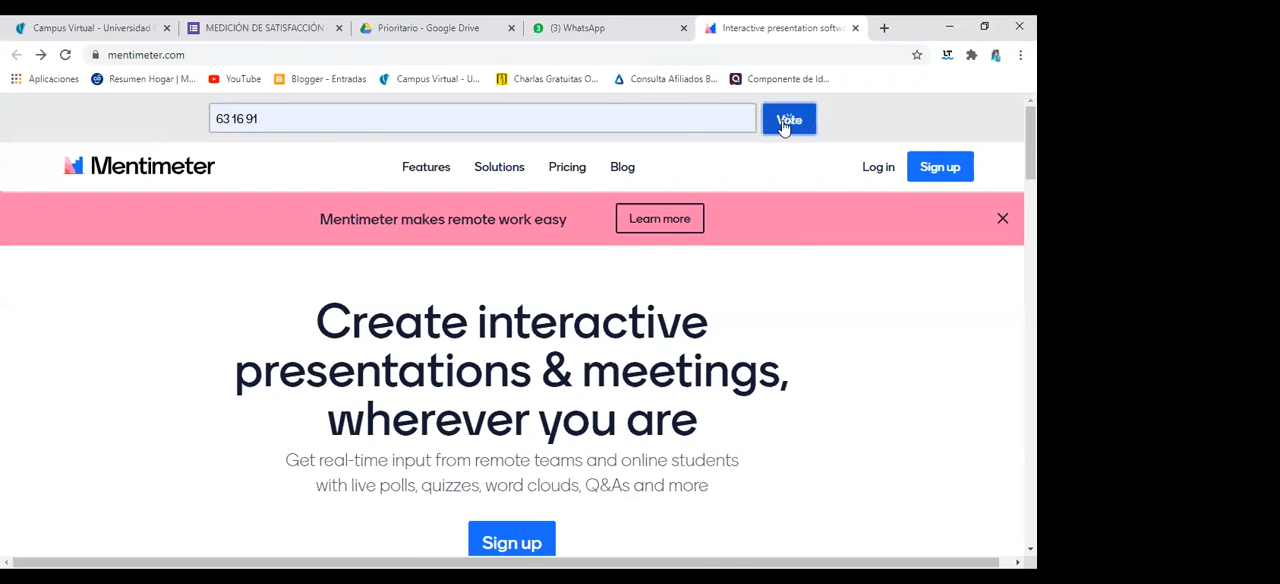 Campus Virtual - Universidad
MEDICIÓN DE SATISFACCIÓN
Prioritario - Google Drive
(3) WhatsApp
Interactive presentation softw
mentimeter.com
Aplicaciones
Resumen Hogar | M...
YouTube
Blogger - Entradas
Campus Virtual - U...
Charlas Gratuitas O...
Consulta Afiliados B...
Componente de Id...
63 16 91
Vote
Mentimeter
Features
Solutions
Pricing
Blog
Log in
Sign up
Mentimeter makes remote work easy
Learn more
Create interactive
presentations & meetings,
wherever you are
Get real-time input from remote teams and online students
with live polls, quizzes, word clouds, Q&As and more
Sign up